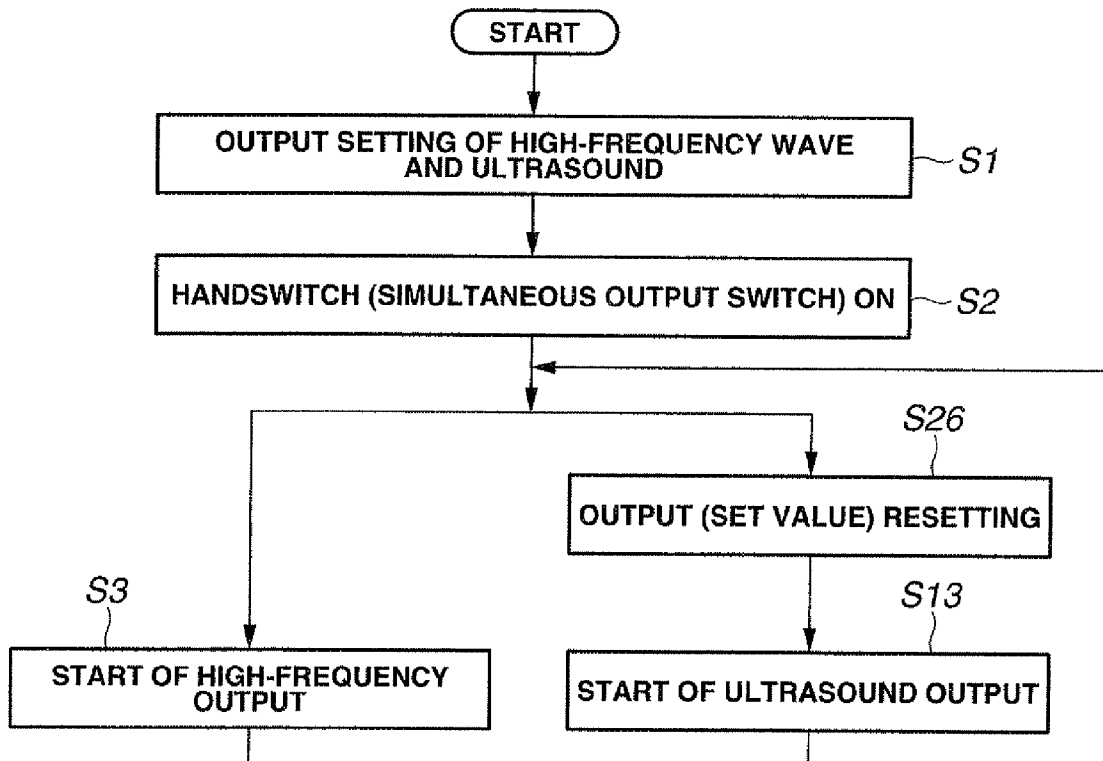 START
OUTPUT SETTING OF HIGH-FREQUENCY WAVE
AND ULTRASOUND
S1
HANDSWITCH (SIMULTANEOUS OUTPUT SWITCH) ON
S2
S26
OUTPUT (SET VALUE) RESETTING
S3
START OF HIGH-FREQUENCY
OUTPUT
S13
START OF ULTRASOUND OUTPUT